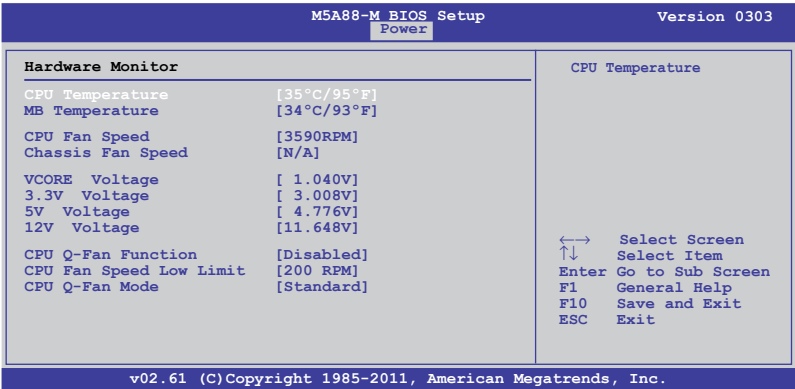 M5A88-M BIOS Setup Version 0303
Power
Hardware Monitor
CPU Temperature [35°C/95°F]
MB Temperature [34°C/93°F]
CPU Fan Speed [3590RPM]
Chassis Fan Speed [N/A]
VCORE Voltage [ 1.040V]
3.3V Voltage [ 3.008V]
5V Voltage [ 4.776V]
12V Voltage [11.648V]
CPU Q-Fan Function [Disabled]
CPU Fan Speed Low Limit [200 RPM]
CPU Q-Fan Mode [Standard]
CPU Temperature
←→ Select Screen
↑↓ Select Item
Enter Go to Sub Screen
F1 General Help
F10 Save and Exit
ESC Exit
v02.61 (C)Copyright 1985-2011, American Megatrends, Inc.